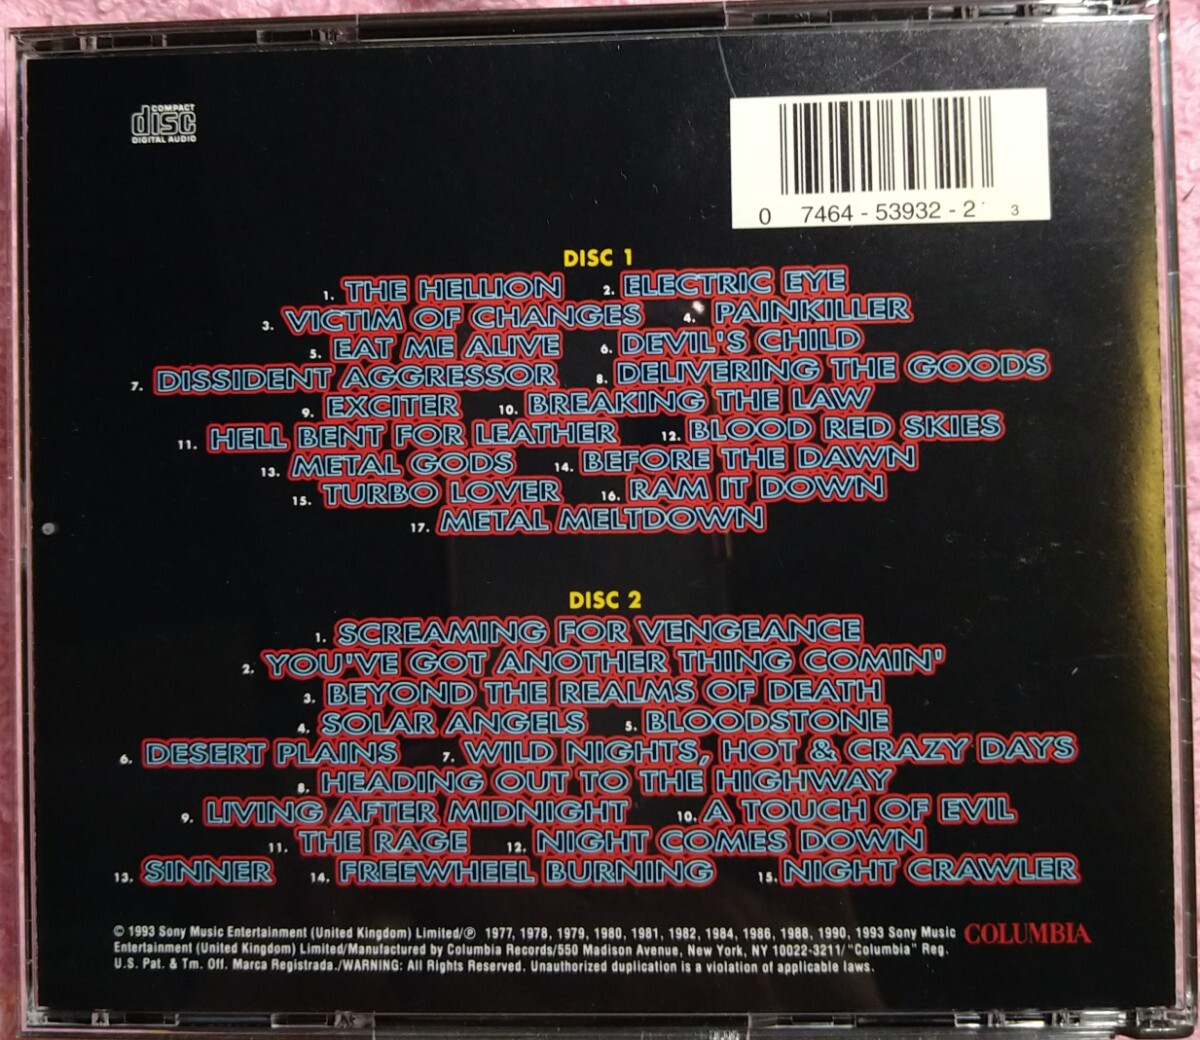 COMPACT
disc
DIGITAL AUDIO
0 7464 - 53932 - 2 3
DISC 1
1. THE HELLION 2. ELECTRIC EYE
3. VICTIM OF CHANGES 4. PAINKILLER
5. EAT ME ALIVE 6. DEVIL'S CHILD
7. DISSIDENT AGGRESSOR 8. DELIVERING THE GOODS
9. EXCITER 10. BREAKING THE LAW
11. HELL BENT FOR LEATHER 12. BLOOD RED SKIES
13. METAL GODS 14. BEFORE THE DAWN
15. TURBO LOVER 16. RAM IT DOWN
17. METAL MELTDOWN
DISC 2
1. SCREAMING FOR VENGEANCE
2. YOU'VE GOT ANOTHER THING COMIN'
3. BEYOND THE REALMS OF DEATH
4. SOLAR ANGELS 5. BLOODSTONE
6. DESERT PLAINS 7. WILD NIGHTS, HOT & CRAZY DAYS
8. HEADING OUT TO THE HIGHWAY
9. LIVING AFTER MIDNIGHT 10. A TOUCH OF EVIL
11. THE RAGE 12. NIGHT COMES DOWN
13. SINNER 14. FREEWHEEL BURNING 15. NIGHT CRAWLER
© 1993 Sony Music Entertainment (United Kingdom) Limited/℗ 1977, 1978, 1979, 1980, 1981, 1982, 1984, 1986, 1988, 1990, 1993 Sony Music
Entertainment (United Kingdom) Limited/Manufactured by Columbia Records/550 Madison Avenue, New York, NY 10022-3211/"Columbia" Reg.
U.S. Pat. & Tm. Off. Marca Registrada./WARNING: All Rights Reserved. Unauthorized duplication is a violation of applicable laws.
COLUMBIA